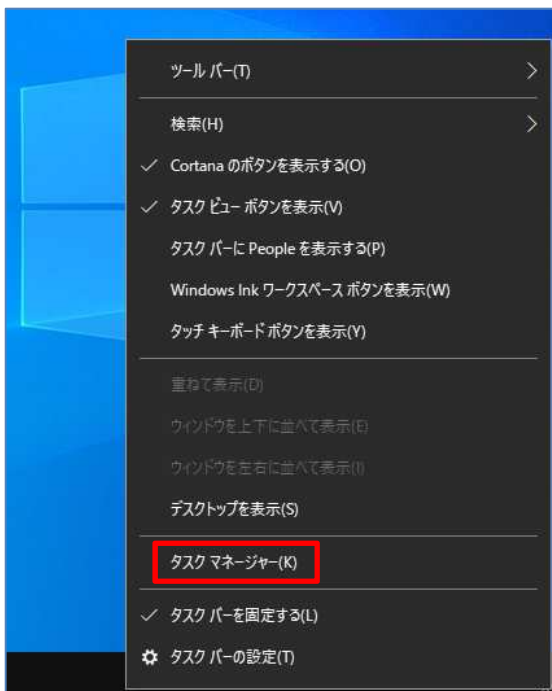 ツール バー(T)
検索(H)
Cortana のボタンを表示する(O)
タスク ビュー ボタンを表示(V)
タスク バーに People を表示する(P)
Windows Ink ワークスペース ボタンを表示(W)
タッチ キーボード ボタンを表示(Y)
重ねて表示(D)
ウィンドウを上下に並べて表示(E)
ウィンドウを左右に並べて表示(I)
デスクトップを表示(S)
タスク マネージャー(K)
タスク バーを固定する(L)
タスク バーの設定(T)